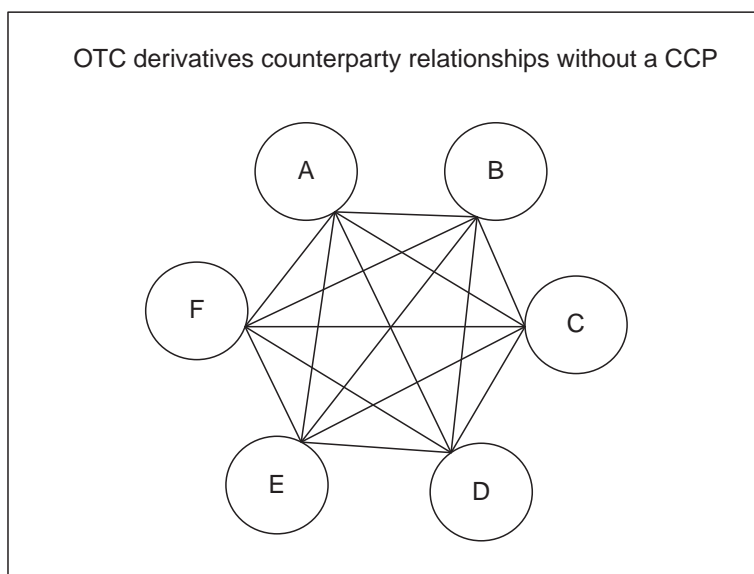 OTC derivatives counterparty relationships without a CCP
A
B
F
C
E
D